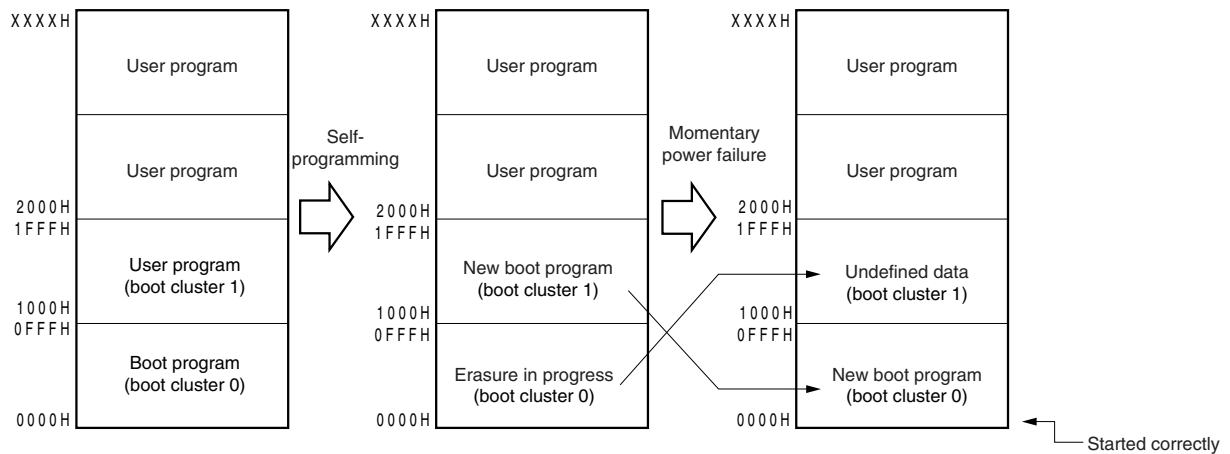 XXXXH
User program
User program
2000H
1FFFH
User program
(boot cluster 1)
1000H
0FFFH
Boot program
(boot cluster 0)
0000H
Self-
programming
XXXXH
User program
User program
2000H
1FFFH
New boot program
(boot cluster 1)
1000H
0FFFH
Erasure in progress
(boot cluster 0)
0000H
Momentary
power failure
XXXXH
User program
User program
2000H
1FFFH
Undefined data
(boot cluster 1)
1000H
0FFFH
New boot program
(boot cluster 0)
0000H
Started correctly